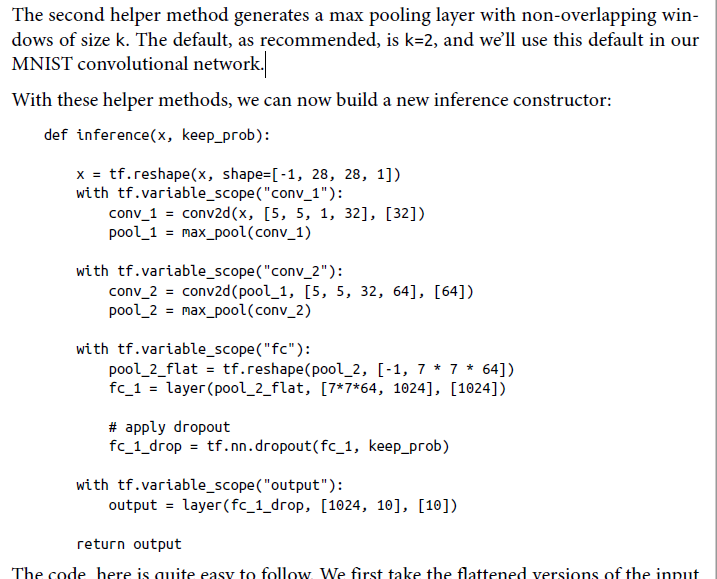 The second helper method generates a max pooling layer with non-overlapping win-
dows of size k. The default, as recommended, is k=2, and we'll use this default in our
MNIST convolutional network.
With these helper methods, we can now build a new inference constructor:
def inference(x, keep_prob):
x = tf.reshape(x, shape=[-1, 28, 28, 1])
with tf.variable_scope("conv_1"):
conv_1 = conv2d(x, [5, 5, 1, 32], [32])
pool_1 = max_pool(conv_1)
with tf.variable_scope("conv_2"):
conv_2 = conv2d(pool_1, [5, 5, 32, 64], [64])
pool_2 = max_pool(conv_2)
with tf.variable_scope("fc"):
pool_2_flat = tf.reshape(pool_2, [-1, 7 * 7 * 64])
fc_1 = layer(pool_2_flat, [7*7*64, 1024], [1024])
# apply dropout
fc_1_drop = tf.nn.dropout(fc_1, keep_prob)
with tf.variable_scope("output"):
output = layer(fc_1_drop, [1024, 10], [10])
return output
The code, here is quite easy to follow. We first take the flattened versions of the input